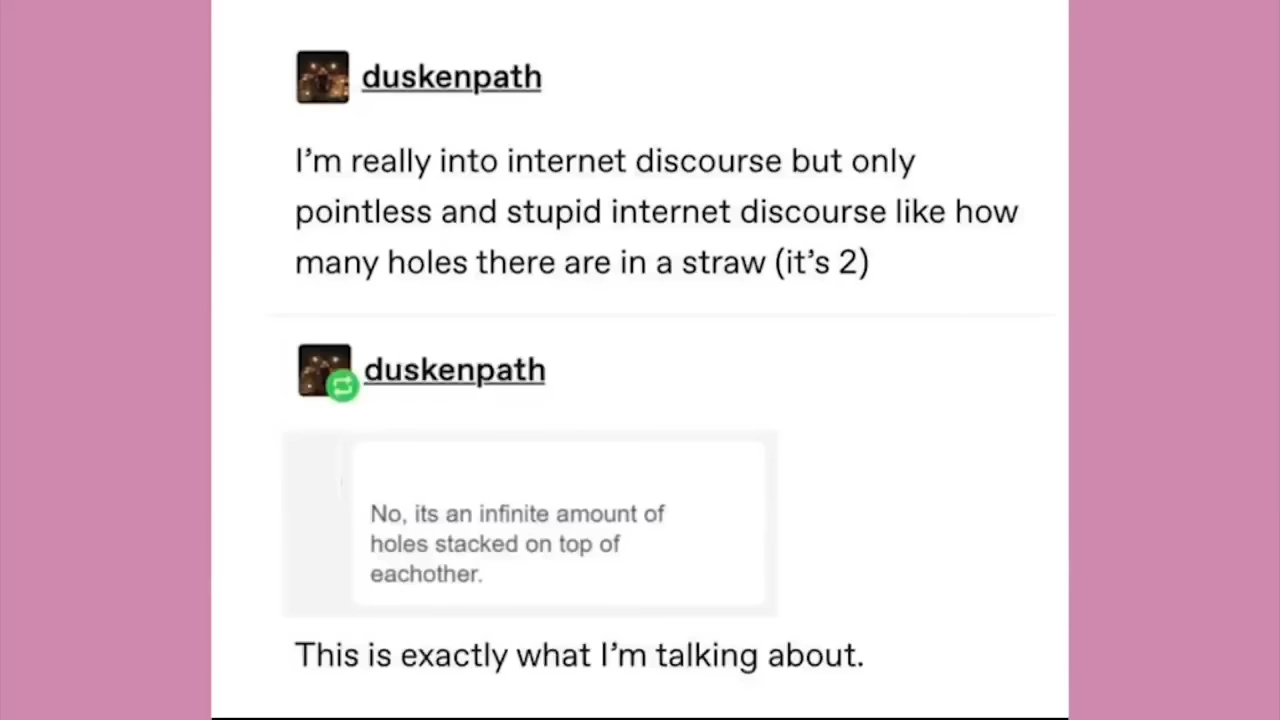 duskenpath
I’m really into internet discourse but only
pointless and stupid internet discourse like how
many holes there are in a straw (it’s 2)
duskenpath
No, its an infinite amount of
holes stacked on top of
eachother.
This is exactly what I’m talking about.